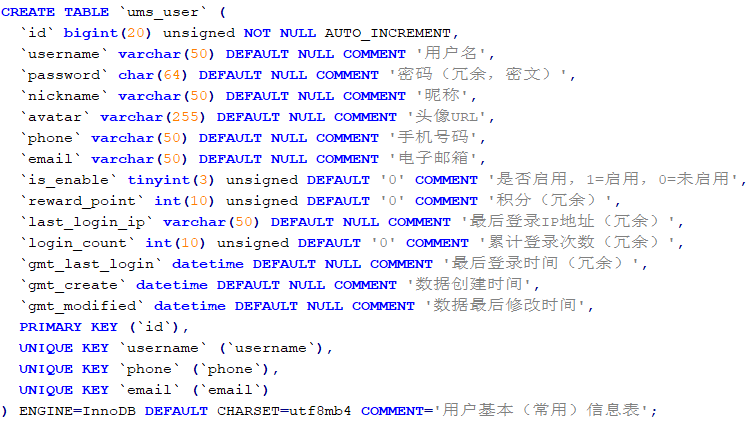 CREATE TABLE `ums_user` (
  `id` bigint(20) unsigned NOT NULL AUTO_INCREMENT,
  `username` varchar(50) DEFAULT NULL COMMENT '用户名',
  `password` char(64) DEFAULT NULL COMMENT '密码（冗余，密文）',
  `nickname` varchar(50) DEFAULT NULL COMMENT '昵称',
  `avatar` varchar(255) DEFAULT NULL COMMENT '头像URL',
  `phone` varchar(50) DEFAULT NULL COMMENT '手机号码',
  `email` varchar(50) DEFAULT NULL COMMENT '电子邮箱',
  `is_enable` tinyint(3) unsigned DEFAULT '0' COMMENT '是否启用，1=启用，0=未启用',
  `reward_point` int(10) unsigned DEFAULT '0' COMMENT '积分（冗余）',
  `last_login_ip` varchar(50) DEFAULT NULL COMMENT '最后登录IP地址（冗余）',
  `login_count` int(10) unsigned DEFAULT '0' COMMENT '累计登录次数（冗余）',
  `gmt_last_login` datetime DEFAULT NULL COMMENT '最后登录时间（冗余）',
  `gmt_create` datetime DEFAULT NULL COMMENT '数据创建时间',
  `gmt_modified` datetime DEFAULT NULL COMMENT '数据最后修改时间',
  PRIMARY KEY (`id`),
  UNIQUE KEY `username` (`username`),
  UNIQUE KEY `phone` (`phone`),
  UNIQUE KEY `email` (`email`)
) ENGINE=InnoDB DEFAULT CHARSET=utf8mb4 COMMENT='用户基本（常用）信息表';